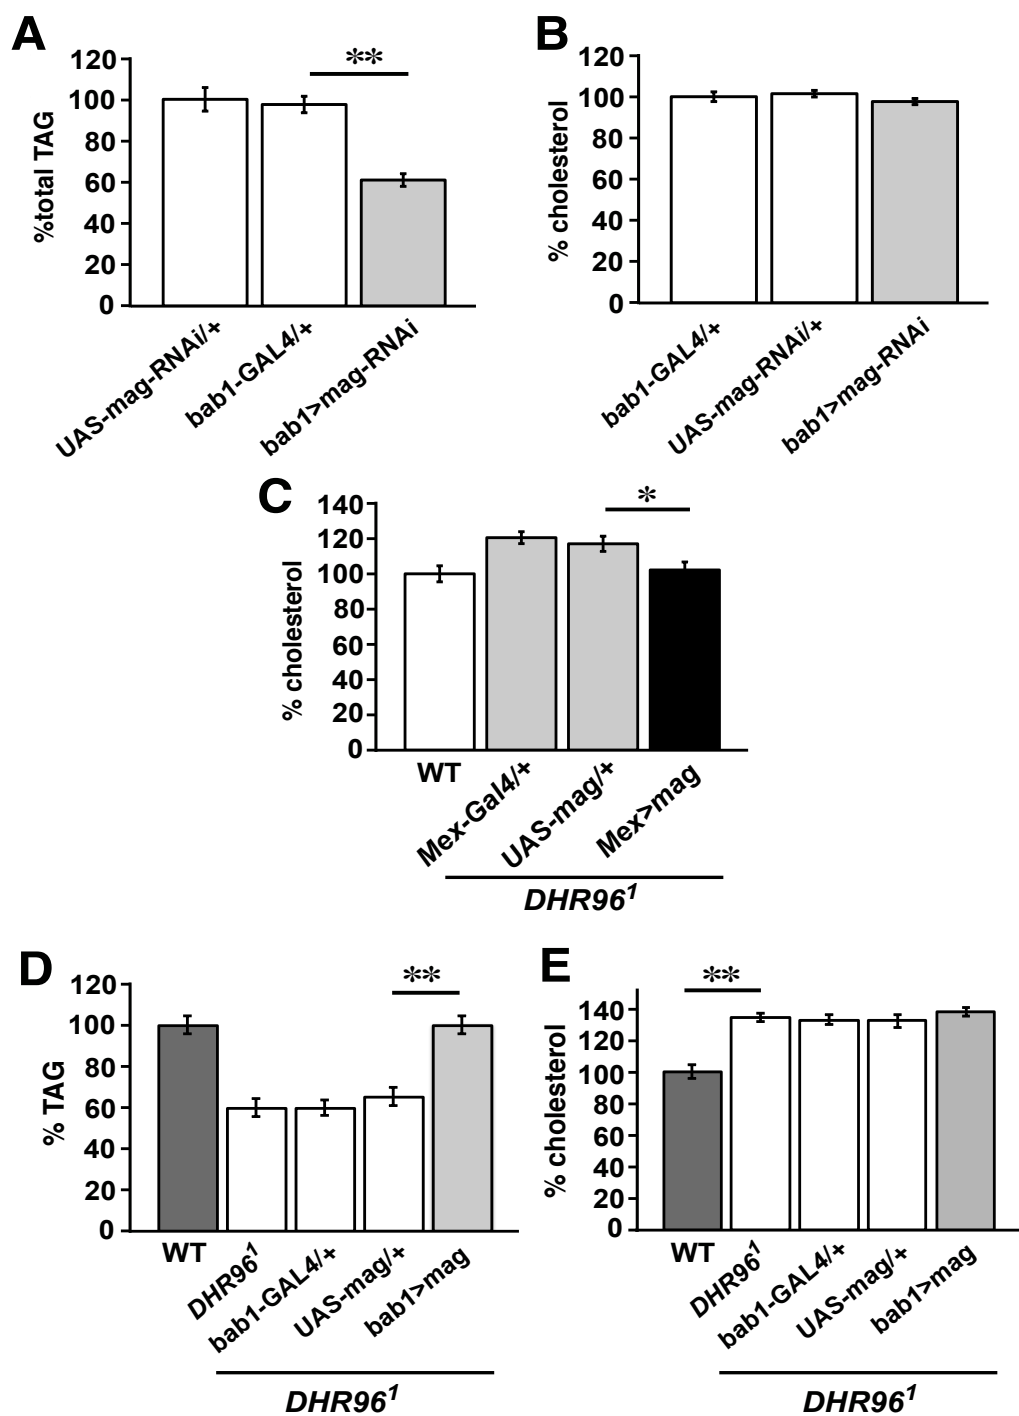 A
**
%total TAG
120
100
80
60
40
20
0
UAS-mag-RNAi/+
bab1-GAL4/+
bab1>mag-RNAi
B
% cholesterol
120
100
80
60
40
20
0
bab1-GAL4/+
UAS-mag-RNAi/+
bab1>mag-RNAi
C
*
% cholesterol
140
120
100
80
60
40
20
0
WT
Mex-Gal4/+
UAS-mag/+
Mex>mag
DHR96¹
D
**
% TAG
120
100
80
60
40
20
0
WT
DHR96¹
bab1-GAL4/+
UAS-mag/+
bab1>mag
DHR96¹
E
**
% cholesterol
140
120
100
80
60
40
20
0
WT
DHR96¹
bab1-GAL4/+
UAS-mag/+
bab1>mag
DHR96¹